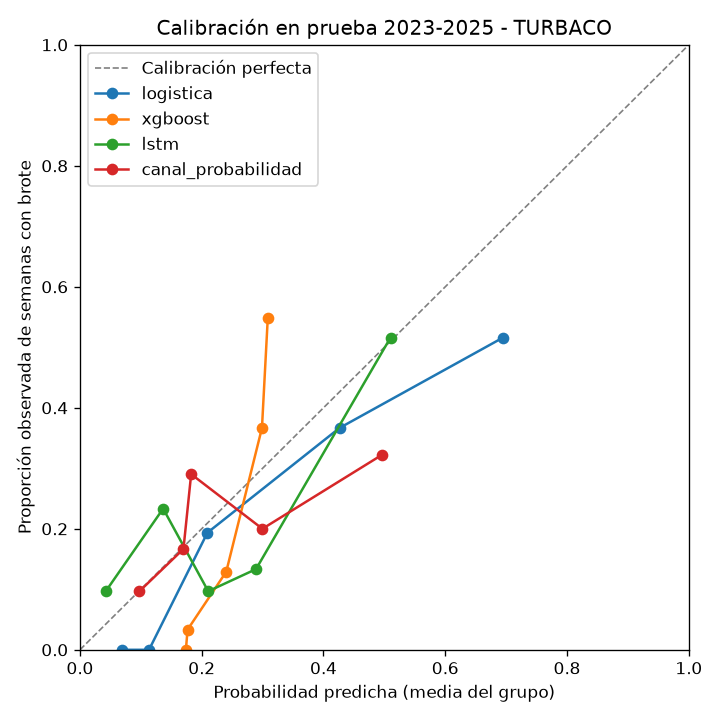 Calibración en prueba 2023-2025 - TURBACO
Calibración perfecta
logistica
xgboost
lstm
canal_probabilidad
Proporción observada de semanas con brote
1.0
0.8
0.6
0.4
0.2
0.0
0.0 0.2 0.4 0.6 0.8 1.0
Probabilidad predicha (media del grupo)